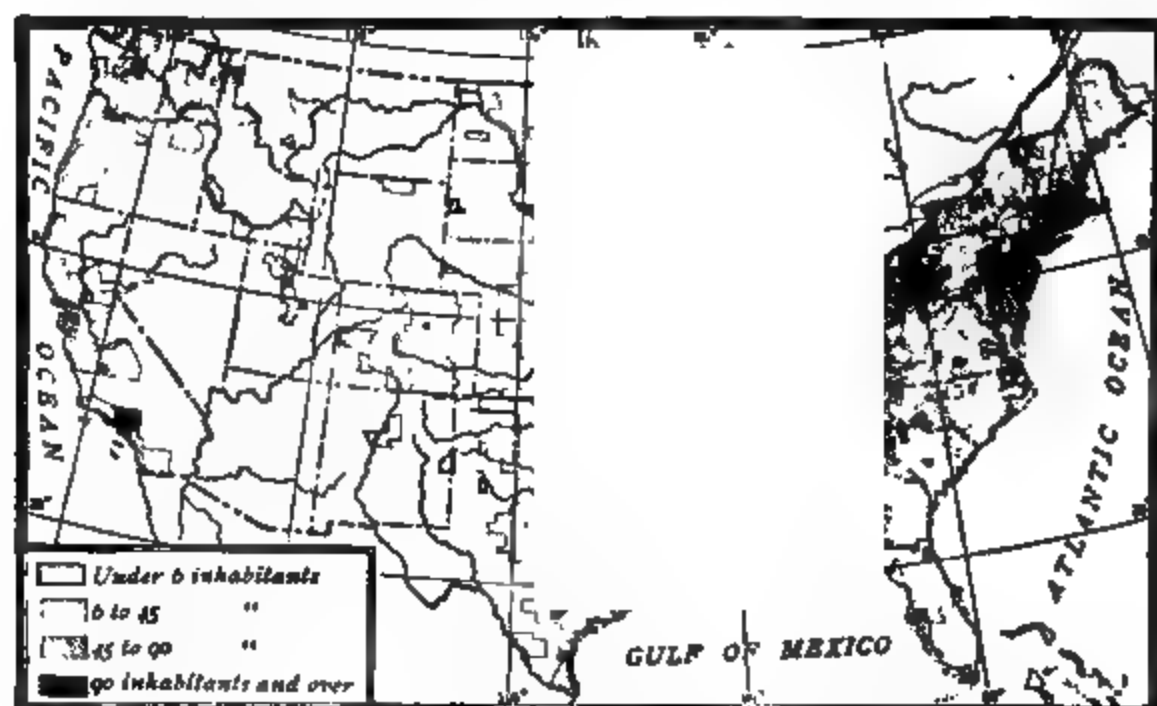 PACIFIC
OCEAN
ATLANTIC OCEAN
GULF OF MEXICO
Under 6 inhabitants
6 to 45 "
45 to 90 "
90 inhabitants and over